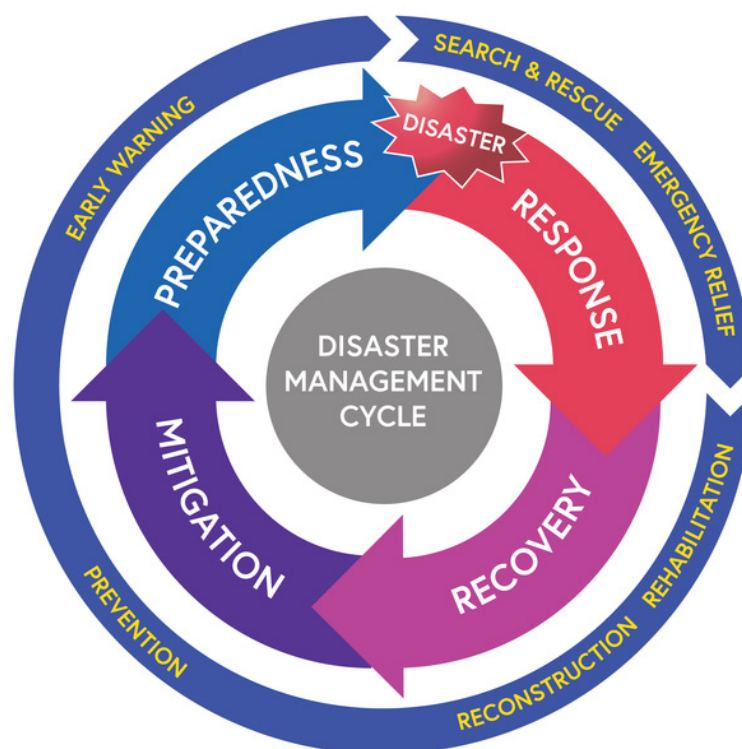 DISASTER
MANAGEMENT
CYCLE
DISASTER
RESPONSE
RECOVERY
MITIGATION
PREPAREDNESS
SEARCH & RESCUE
EMERGENCY RELIEF
REHABILITATION
RECONSTRUCTION
PREVENTION
EARLY WARNING